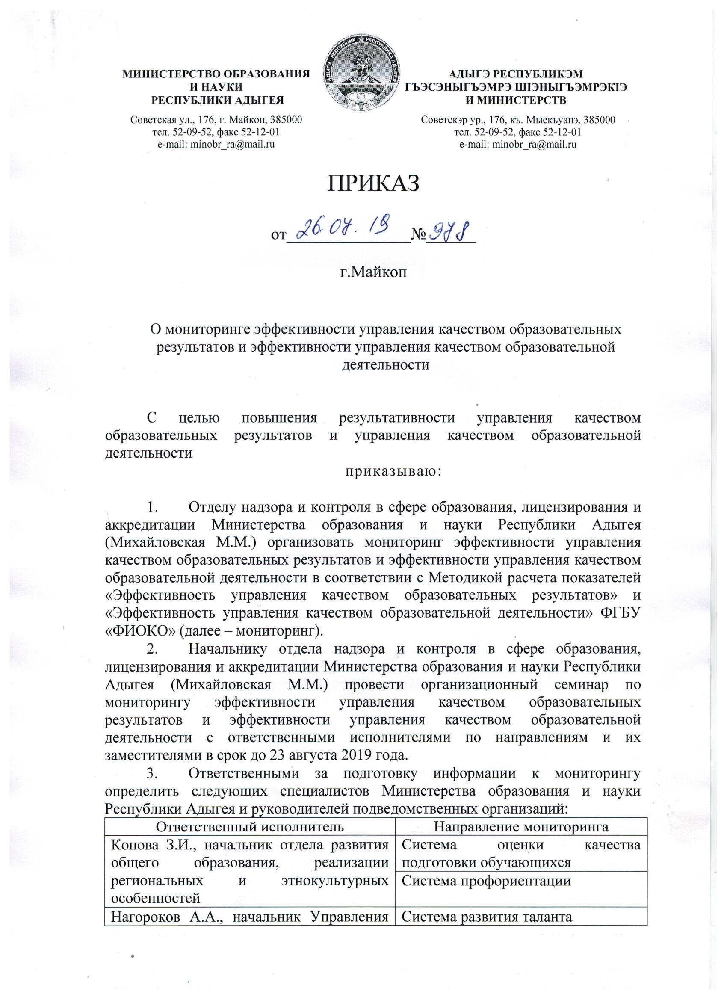 АДЫГЭ РЕСПУБЛИК РЕСПУБЛИКА АДЫГЕЯ
МИНИСТЕРСТВО ОБРАЗОВАНИЯ
И НАУКИ
РЕСПУБЛИКИ АДЫГЕЯ
Советская ул., 176, г. Майкоп, 385000
тел. 52-09-52, факс 52-12-01
e-mail: minobr_ra@mail.ru
АДЫГЭ РЕСПУБЛИКЭМ
ГЪЭСЭНЫГЪЭМРЭ ШІЭНЫГЪЭМРЭКІЭ
И МИНИСТЕРСТВ
Советскэр ур., 176, къ. Мыекъуапэ, 385000
тел. 52-09-52, факс 52-12-01
e-mail: minobr_ra@mail.ru
ПРИКАЗ
от 26.07.19 № 978
г.Майкоп
О мониторинге эффективности управления качеством образовательных
результатов и эффективности управления качеством образовательной
деятельности
С целью повышения результативности управления качеством
образовательных результатов и управления качеством образовательной
деятельности
приказываю:
1. Отделу надзора и контроля в сфере образования, лицензирования и
аккредитации Министерства образования и науки Республики Адыгея
(Михайловская М.М.) организовать мониторинг эффективности управления
качеством образовательных результатов и эффективности управления качеством
образовательной деятельности в соответствии с Методикой расчета показателей
«Эффективность управления качеством образовательных результатов» и
«Эффективность управления качеством образовательной деятельности» ФГБУ
«ФИОКО» (далее – мониторинг).
2. Начальнику отдела надзора и контроля в сфере образования,
лицензирования и аккредитации Министерства образования и науки Республики
Адыгея (Михайловская М.М.) провести организационный семинар по
мониторингу эффективности управления качеством образовательных
результатов и эффективности управления качеством образовательной
деятельности с ответственными исполнителями по направлениям и их
заместителями в срок до 23 августа 2019 года.
3. Ответственными за подготовку информации к мониторингу
определить следующих специалистов Министерства образования и науки
Республики Адыгея и руководителей подведомственных организаций:
Ответственный исполнитель
Направление мониторинга
Конова З.И., начальник отдела развития
общего образования, реализации
региональных и этнокультурных
особенностей
Система оценки качества
подготовки обучающихся
Система профориентации
Нагороков А.А., начальник Управления
Система развития таланта